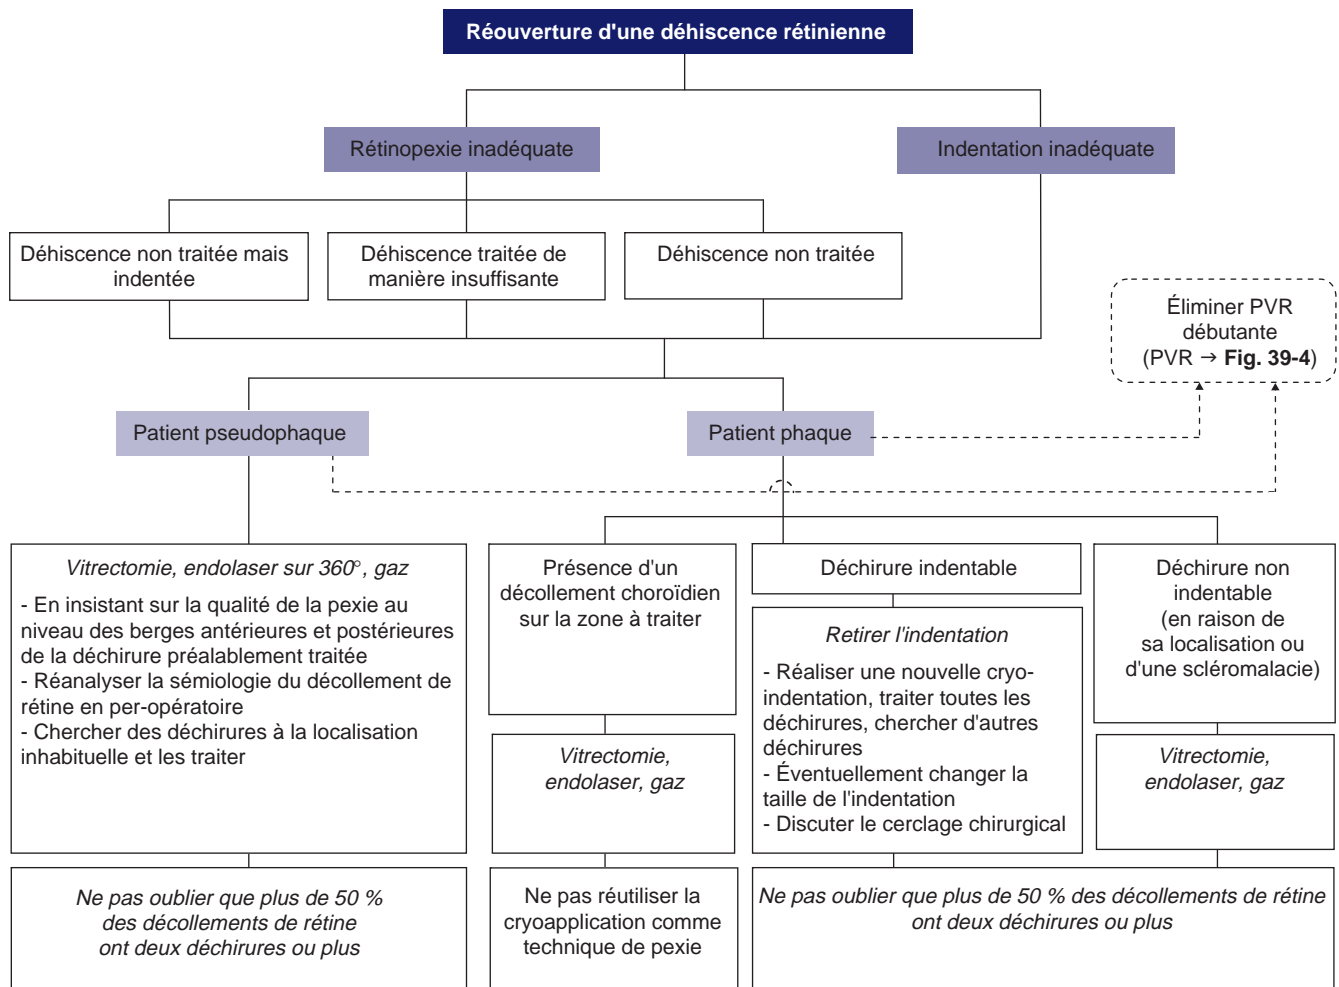 Réouverture d'une déhiscence rétinienne
Rétinopexie inadéquate
Indentation inadéquate
Déhiscence non traitée mais
indentée
Déhiscence traitée de
manière insuffisante
Déhiscence non traitée
Éliminer PVR
débutante
(PVR → Fig. 39-4)
Patient pseudophaque
Patient phaque
Vitrectomie, endolaser sur 360°, gaz
- En insistant sur la qualité de la pexie au
niveau des berges antérieures et postérieures
de la déchirure préalablement traitée
- Réanalyser la sémiologie du décollement de
rétine en per-opératoire
- Chercher des déchirures à la localisation
inhabituelle et les traiter
Présence d'un
décollement choroïdien
sur la zone à traiter
Déchirure indentable
Déchirure non
indentable
(en raison de
sa localisation ou
d'une scléromalacie)
Retirer l'indentation
- Réaliser une nouvelle cryo-
indentation, traiter toutes les
déchirures, chercher d'autres
déchirures
- Éventuellement changer la
taille de l'indentation
- Discuter le cerclage chirurgical
Vitrectomie,
endolaser, gaz
Vitrectomie,
endolaser, gaz
Ne pas oublier que plus de 50 %
des décollements de rétine
ont deux déchirures ou plus
Ne pas réutiliser la
cryoapplication comme
technique de pexie
Ne pas oublier que plus de 50 % des décollements de rétine
ont deux déchirures ou plus